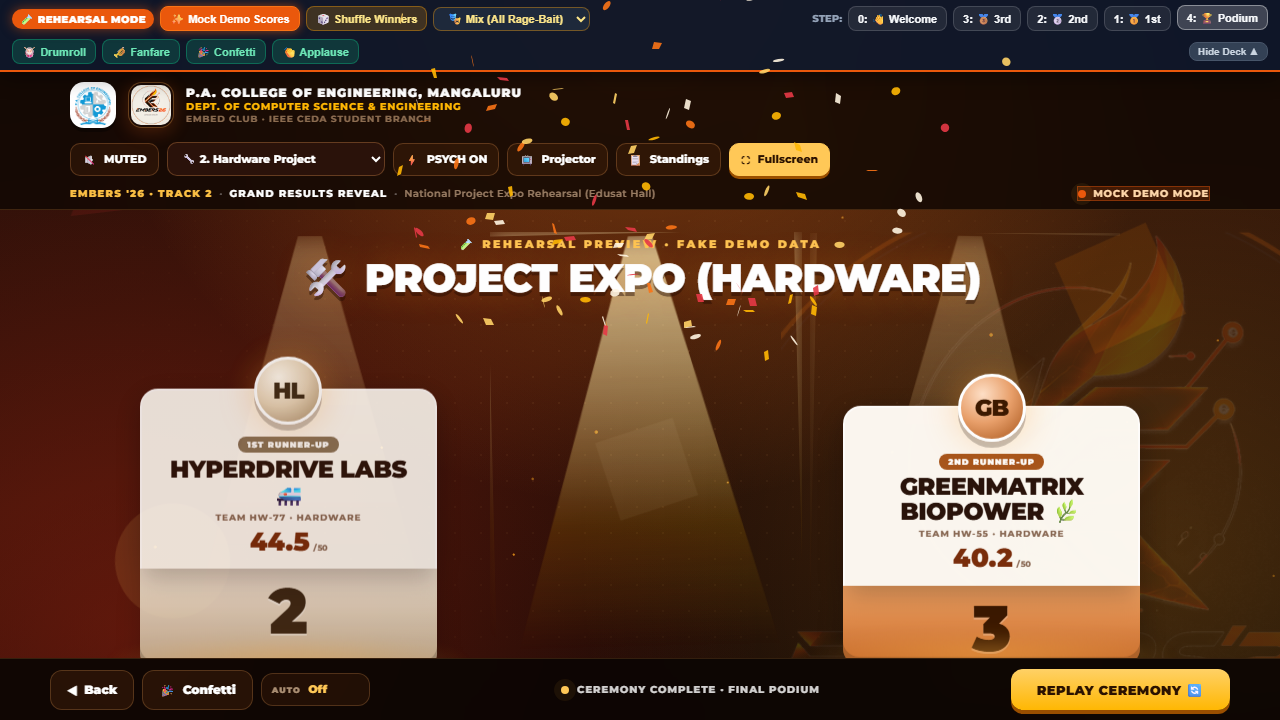 REHEARSAL MODE
Mock Demo Scores
Shuffle Winners
Mix (All Rage-Bait)
STEP:
0: Welcome
3: 3rd
2: 2nd
1: 1st
4: Podium
Drumroll
Fanfare
Confetti
Applause
Hide Deck ▲
P.A. COLLEGE OF ENGINEERING, MANGALURU
DEPT. OF COMPUTER SCIENCE & ENGINEERING
EMBED CLUB · IEEE CEDA STUDENT BRANCH
MUTED
2. Hardware Project
PSYCH ON
Projector
Standings
Fullscreen
EMBERS '26 • TRACK 2 · GRAND RESULTS REVEAL · National Project Expo Rehearsal (Edusat Hall)
MOCK DEMO MODE
REHEARSAL PREVIEW • FAKE DEMO DATA
PROJECT EXPO (HARDWARE)
HL
1ST RUNNER-UP
HYPERDRIVE LABS
TEAM HW-77 · HARDWARE
44.5 /50
2
GB
2ND RUNNER-UP
GREENMATRIX
BIOPOWER
TEAM HW-55 · HARDWARE
40.2 /50
3
◀ Back
Confetti
AUTO Off
CEREMONY COMPLETE · FINAL PODIUM
REPLAY CEREMONY